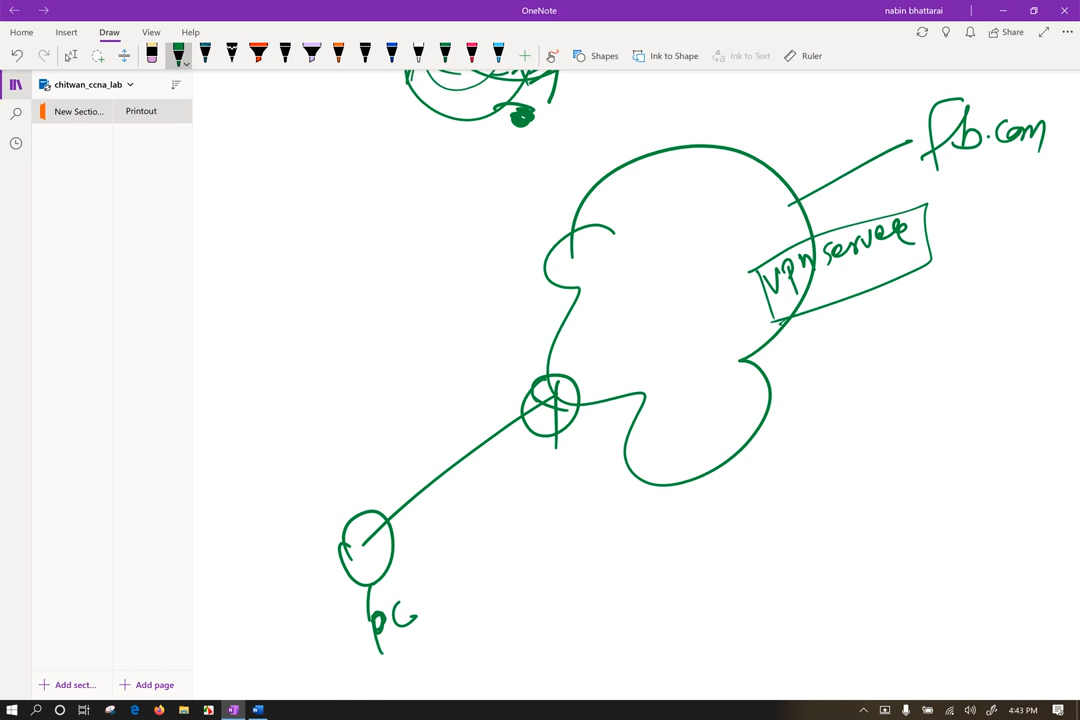 OneNote
nabin bhattarai
Home Insert Draw View Help
Share
Shapes Ink to Shape Ink to Text Ruler
chitwan_ccna_lab
New Sectio... Printout
fb.com
vpn server
pc
Add sect... Add page
4:43 PM